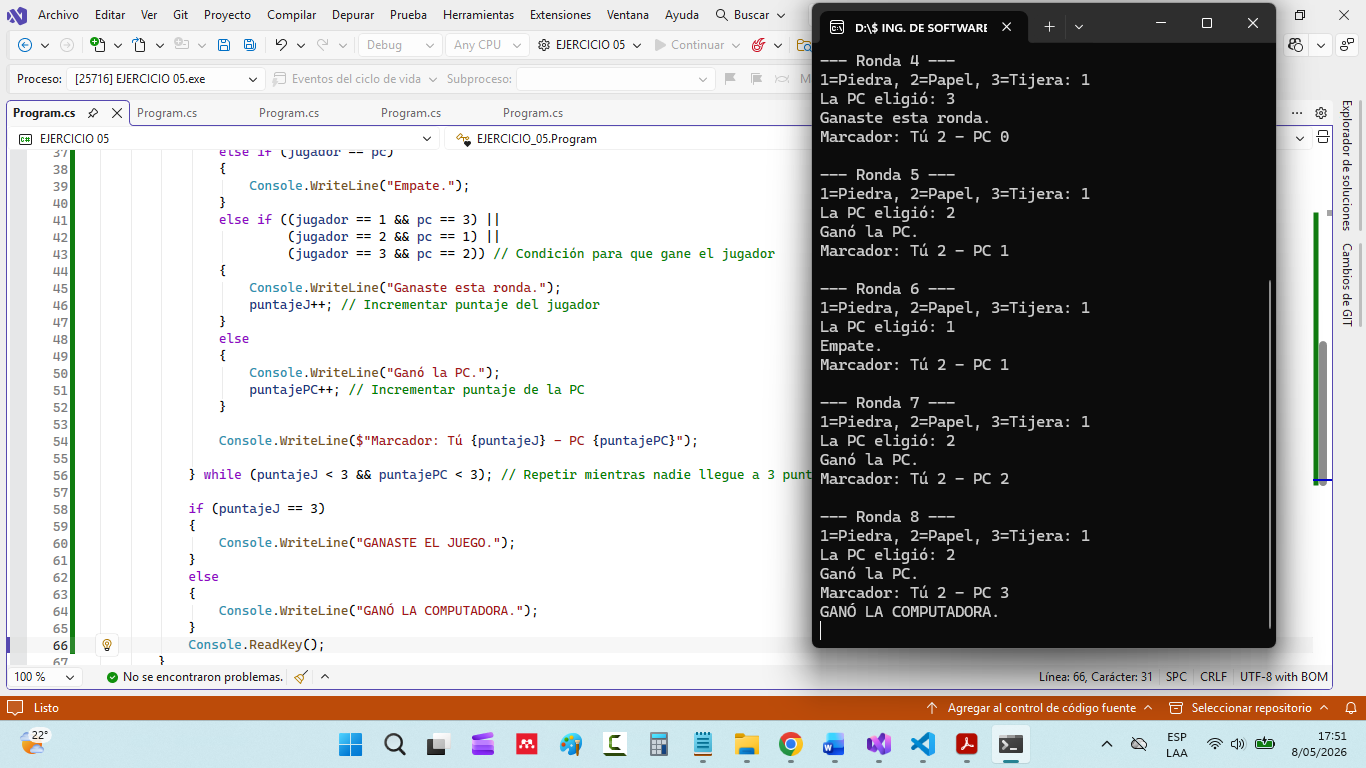 Archivo Editar Ver Git Proyecto Compilar Depurar Prueba Herramientas Extensiones Ventana Ayuda Buscar
Debug Any CPU EJERCICIO 05 Continuar
Proceso: [25716] EJERCICIO 05.exe Eventos del ciclo de vida Subproceso:
Program.cs Program.cs Program.cs Program.cs Program.cs
EJERCICIO 05 EJERCICIO_05.Program
37 else if (jugador == pc)
38 {
39 Console.WriteLine("Empate.");
40 }
41 else if ((jugador == 1 && pc == 3) ||
42 (jugador == 2 && pc == 1) ||
43 (jugador == 3 && pc == 2)) // Condición para que gane el jugador
44 {
45 Console.WriteLine("Ganaste esta ronda.");
46 puntajeJ++; // Incrementar puntaje del jugador
47 }
48 else
49 {
50 Console.WriteLine("Ganó la PC.");
51 puntajePC++; // Incrementar puntaje de la PC
52 }
53
54 Console.WriteLine($"Marcador: Tú {puntajeJ} - PC {puntajePC}");
55
56 } while (puntajeJ < 3 && puntajePC < 3); // Repetir mientras nadie llegue a 3 punt
57
58 if (puntajeJ == 3)
59 {
60 Console.WriteLine("GANASTE EL JUEGO.");
61 }
62 else
63 {
64 Console.WriteLine("GANÓ LA COMPUTADORA.");
65 }
66 Console.ReadKey();
67 }
100 % No se encontraron problemas. Línea: 66, Carácter: 31 SPC CRLF UTF-8 with BOM
Listo Agregar al control de código fuente Seleccionar repositorio
D:\$ ING. DE SOFTWARE
--- Ronda 4 ---
1=Piedra, 2=Papel, 3=Tijera: 1
La PC eligió: 3
Ganaste esta ronda.
Marcador: Tú 2 - PC 0
--- Ronda 5 ---
1=Piedra, 2=Papel, 3=Tijera: 1
La PC eligió: 2
Ganó la PC.
Marcador: Tú 2 - PC 1
--- Ronda 6 ---
1=Piedra, 2=Papel, 3=Tijera: 1
La PC eligió: 1
Empate.
Marcador: Tú 2 - PC 1
--- Ronda 7 ---
1=Piedra, 2=Papel, 3=Tijera: 1
La PC eligió: 2
Ganó la PC.
Marcador: Tú 2 - PC 2
--- Ronda 8 ---
1=Piedra, 2=Papel, 3=Tijera: 1
La PC eligió: 2
Ganó la PC.
Marcador: Tú 2 - PC 3
GANÓ LA COMPUTADORA.
Explorador de soluciones
Cambios de GIT
22°
ESP
LAA
17:51
8/05/2026